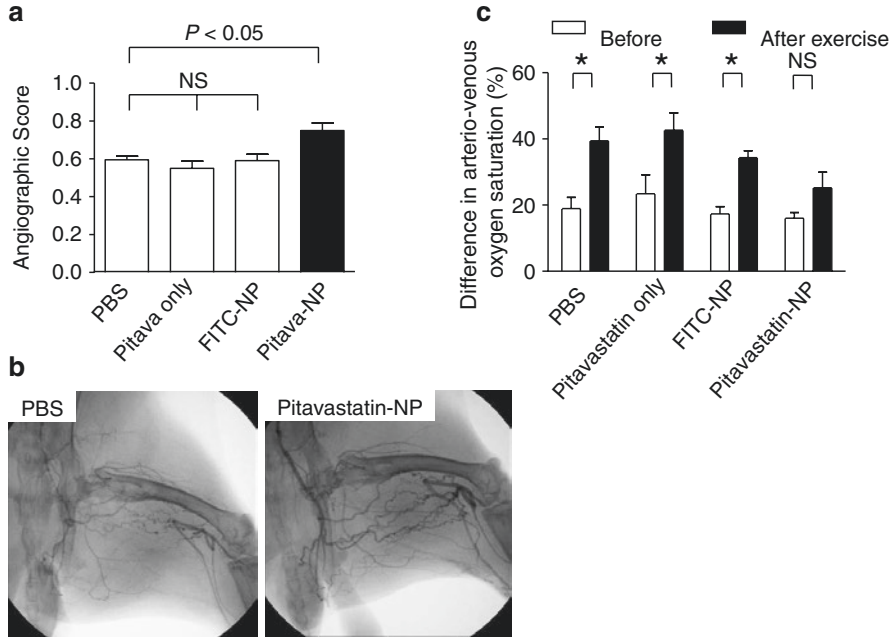 a
P < 0.05
NS
Angiographic Score
1.0
0.8
0.6
0.4
0.2
0.0
PBS
Pitava only
FITC-NP
Pitava-NP
c
Before
After exercise
*
*
*
NS
Difference in arterio-venous
oxygen saturation (%)
60
40
20
0
PBS
Pitavastatin only
FITC-NP
Pitavastatin-NP
b
PBS
Pitavastatin-NP